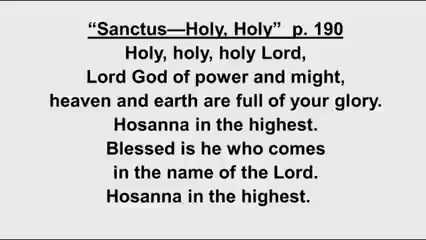 “Sanctus—Holy, Holy”  p. 190
Holy, holy, holy Lord,
Lord God of power and might,
heaven and earth are full of your glory.
Hosanna in the highest.
Blessed is he who comes
in the name of the Lord.
Hosanna in the highest.